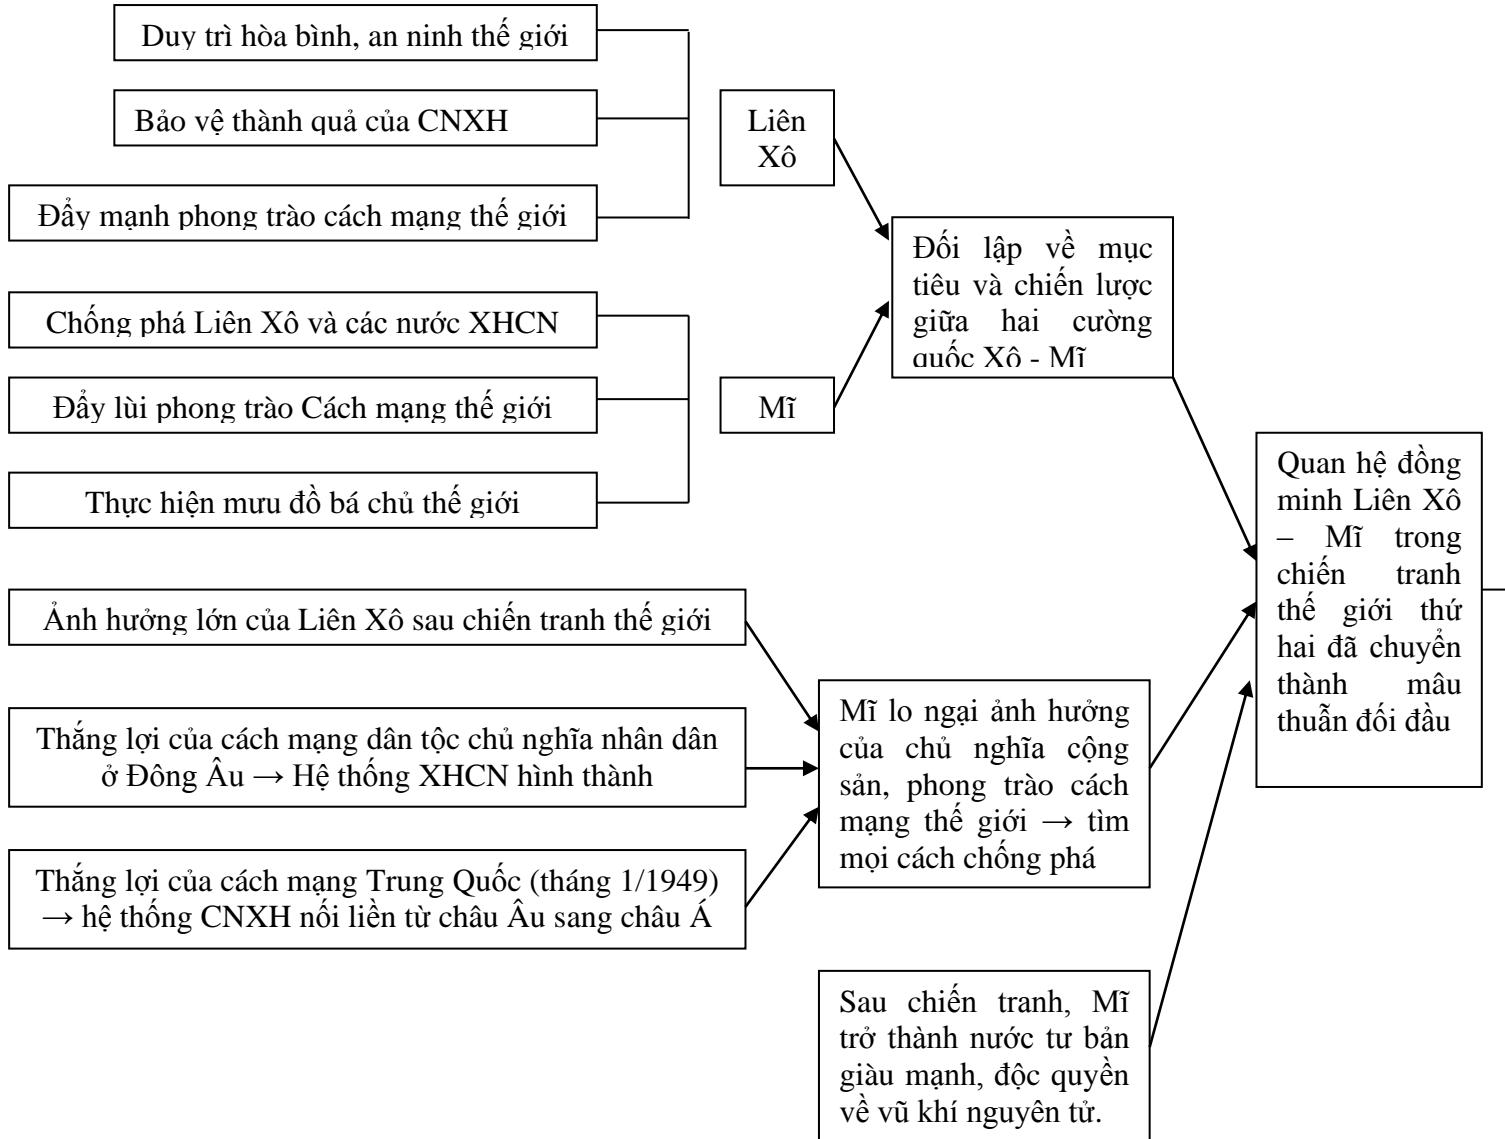 Duy trì hòa bình, an ninh thế giới
Bảo vệ thành quả của CNXH
Đẩy mạnh phong trào cách mạng thế giới
Liên
Xô
Chống phá Liên Xô và các nước XHCN
Đẩy lùi phong trào Cách mạng thế giới
Thực hiện mưu đồ bá chủ thế giới
Mĩ
Đối lập về mục
tiêu và chiến lược
giữa hai cường
quốc Xô - Mĩ
Ảnh hưởng lớn của Liên Xô sau chiến tranh thế giới
Thắng lợi của cách mạng dân tộc chủ nghĩa nhân dân
ở Đông Âu → Hệ thống XHCN hình thành
Thắng lợi của cách mạng Trung Quốc (tháng 1/1949)
→ hệ thống CNXH nối liền từ châu Âu sang châu Á
Mĩ lo ngại ảnh hưởng
của chủ nghĩa cộng
sản, phong trào cách
mạng thế giới → tìm
mọi cách chống phá
Sau chiến tranh, Mĩ
trở thành nước tư bản
giàu mạnh, độc quyền
về vũ khí nguyên tử.
Quan hệ đồng
minh Liên Xô
– Mĩ trong
chiến tranh
thế giới thứ
hai đã chuyển
thành mâu
thuẫn đối đầu